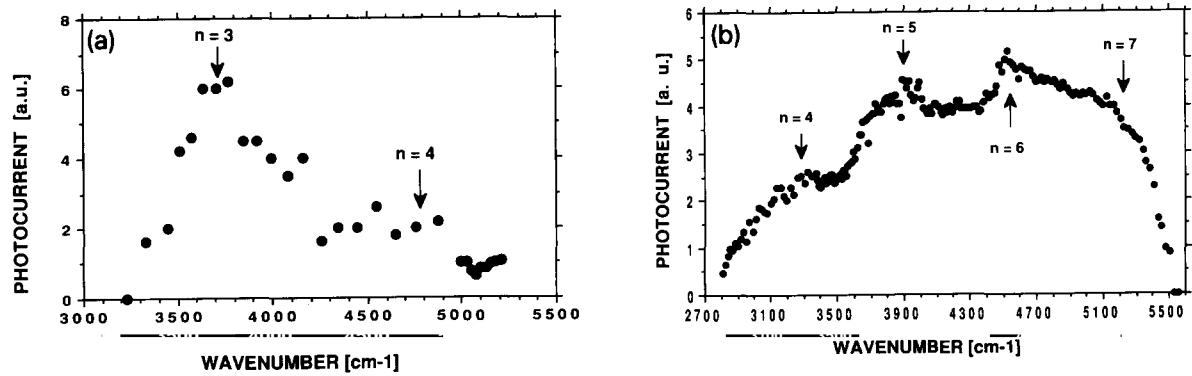 (a)
n = 3
n = 4
8
6
4
2
0
PHOTOCURRENT [a.u.]
3000 3500 4000 4500 5000 5500
WAVENUMBER [cm-1]
(b)
n = 4
n = 5
n = 6
n = 7
6
5
4
3
2
1
0
PHOTOCURRENT [a. u.]
2700 3100 3500 3900 4300 4700 5100 5500
WAVENUMBER [cm-1]